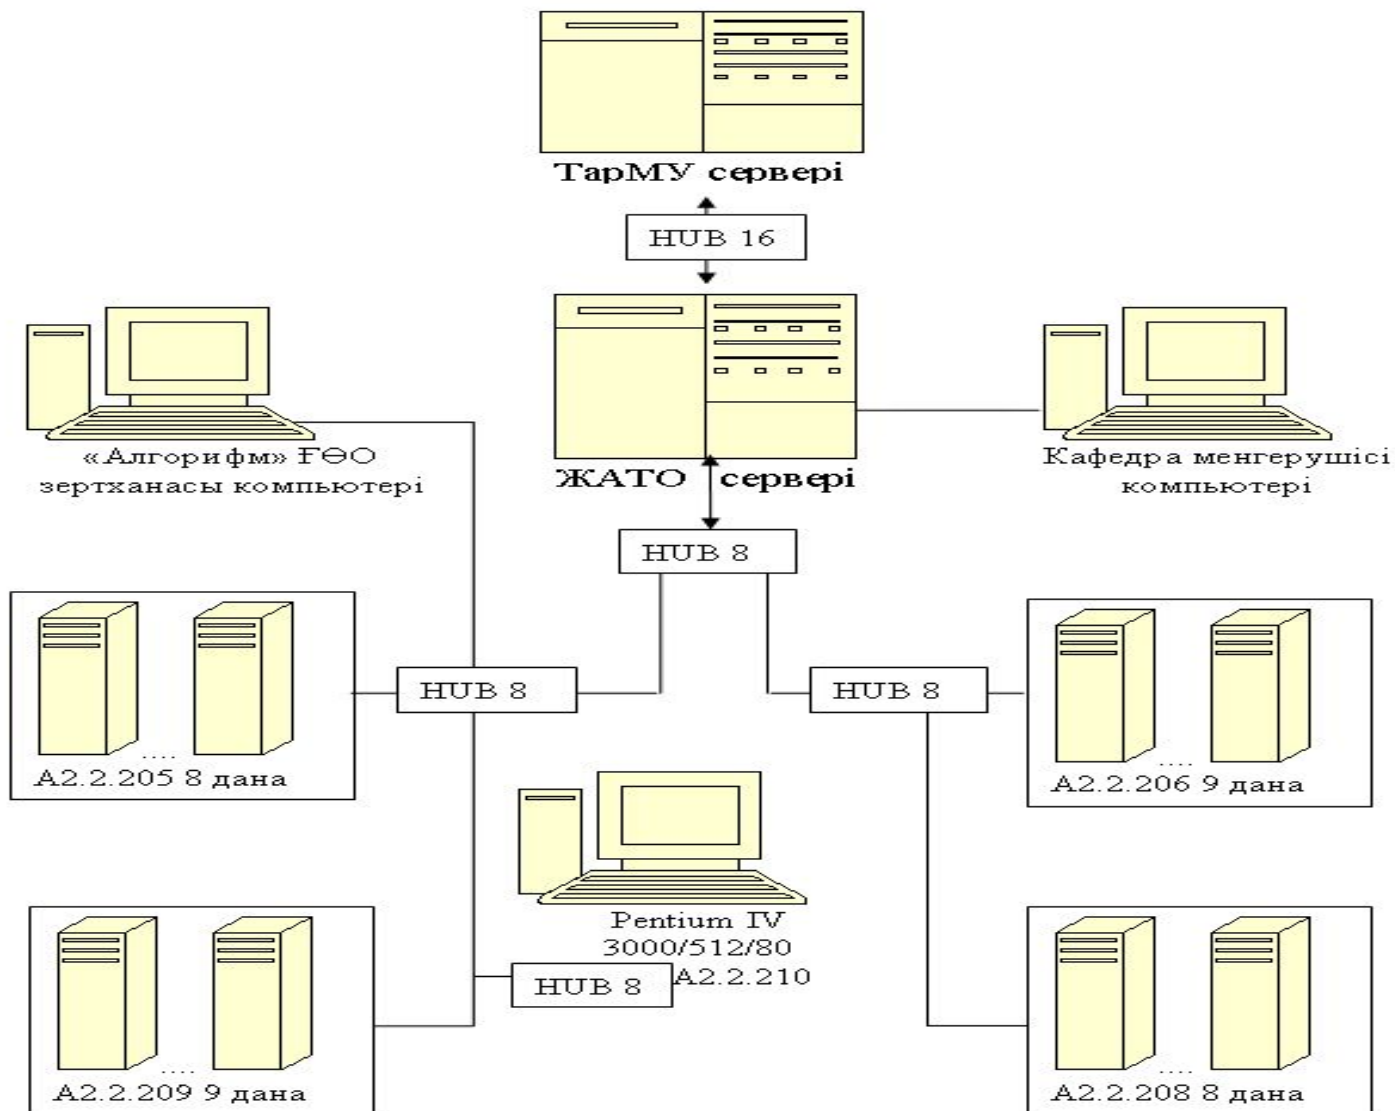 ТарМУ сервері
HUB 16
«Алгорифм» ҒӨО
зертханасы компьютері
ЖАТО сервері
Кафедра менгерушісі
компьютері
HUB 8
HUB 8
HUB 8
....
А2.2.205 8 дана
....
А2.2.206 9 дана
Pentium IV
3000/512/80
А2.2.210
HUB 8
....
А2.2.209 9 дана
....
А2.2.208 8 дана